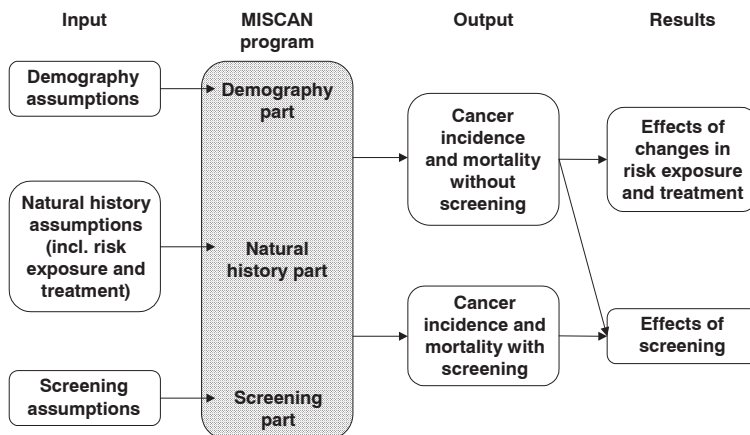 Input
MISCAN
program
Output
Results
Demography
assumptions
Demography
part
Cancer
incidence
and mortality
without
screening
Effects of
changes in
risk exposure
and treatment
Natural history
assumptions
(incl. risk
exposure and
treatment)
Natural
history part
Cancer
incidence and
mortality with
screening
Effects of
screening
Screening
assumptions
Screening
part